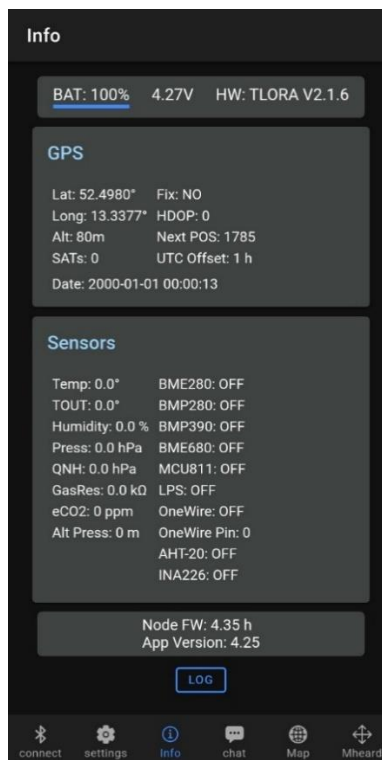 Info
BAT: 100% 4.27V HW: TLORA V2.1.6
GPS
Lat: 52.4980° Fix: NO
Long: 13.3377° HDOP: 0
Alt: 80m Next POS: 1785
SATs: 0 UTC Offset: 1 h
Date: 2000-01-01 00:00:13
Sensors
Temp: 0.0° BME280: OFF
TOUT: 0.0° BMP280: OFF
Humidity: 0.0 % BMP390: OFF
Press: 0.0 hPa BME680: OFF
QNH: 0.0 hPa MCU811: OFF
GasRes: 0.0 kΩ LPS: OFF
eCO2: 0 ppm OneWire: OFF
Alt Press: 0 m OneWire Pin: 0
AHT-20: OFF
INA226: OFF
Node FW: 4.35 h
App Version: 4.25
LOG
connect settings Info chat Map Mheard